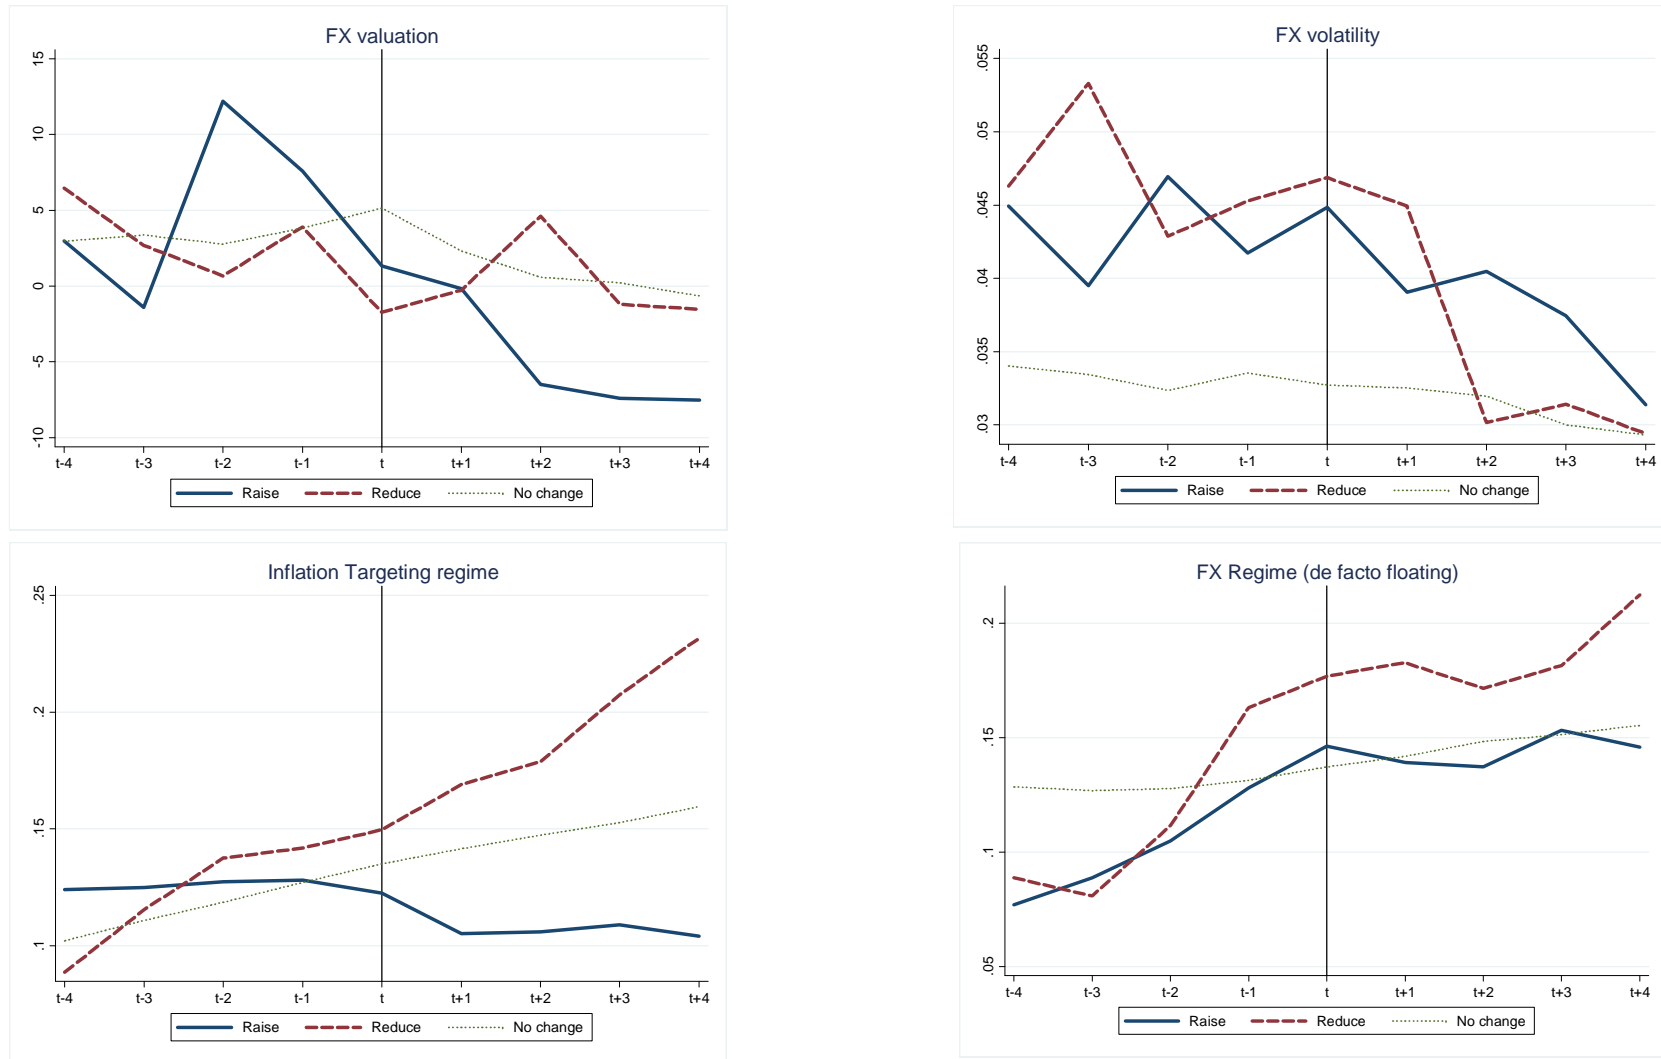 FX valuation
15
10
5
0
-5
-10
t-4 t-3 t-2 t-1 t t+1 t+2 t+3 t+4
Raise Reduce No change
FX volatility
.055
.05
.045
.04
.035
.03
t-4 t-3 t-2 t-1 t t+1 t+2 t+3 t+4
Raise Reduce No change
Inflation Targeting regime
.25
.2
.15
.1
t-4 t-3 t-2 t-1 t t+1 t+2 t+3 t+4
Raise Reduce No change
FX Regime (de facto floating)
.2
.15
.1
.05
t-4 t-3 t-2 t-1 t t+1 t+2 t+3 t+4
Raise Reduce No change